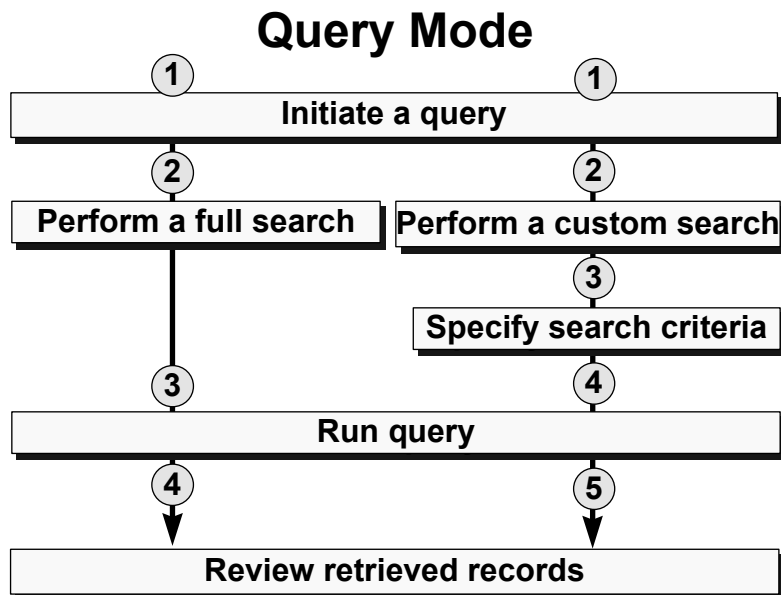 Query Mode
1 1
Initiate a query
2 2
Perform a full search Perform a custom search
3
Specify search criteria
3 4
Run query
4 5
Review retrieved records